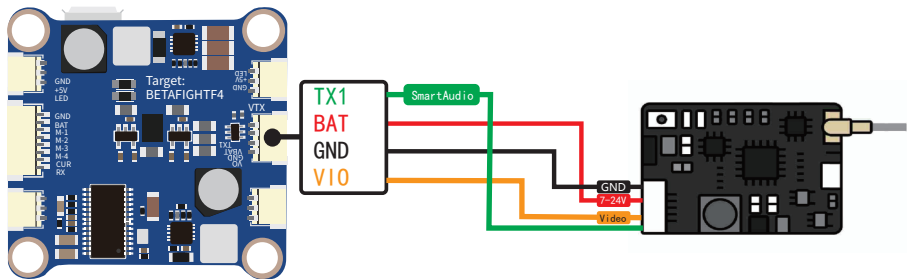 GND
+5V
LED
GND
BAT
M-1
M-2
M-3
M-4
CUR
RX
Target:
BETAFIGHTF4
LED
+5V
GND
VTX
TX1
VBAT
GND
VO
TX1
BAT
GND
VIO
SmartAudio
GND
7-24V
Video